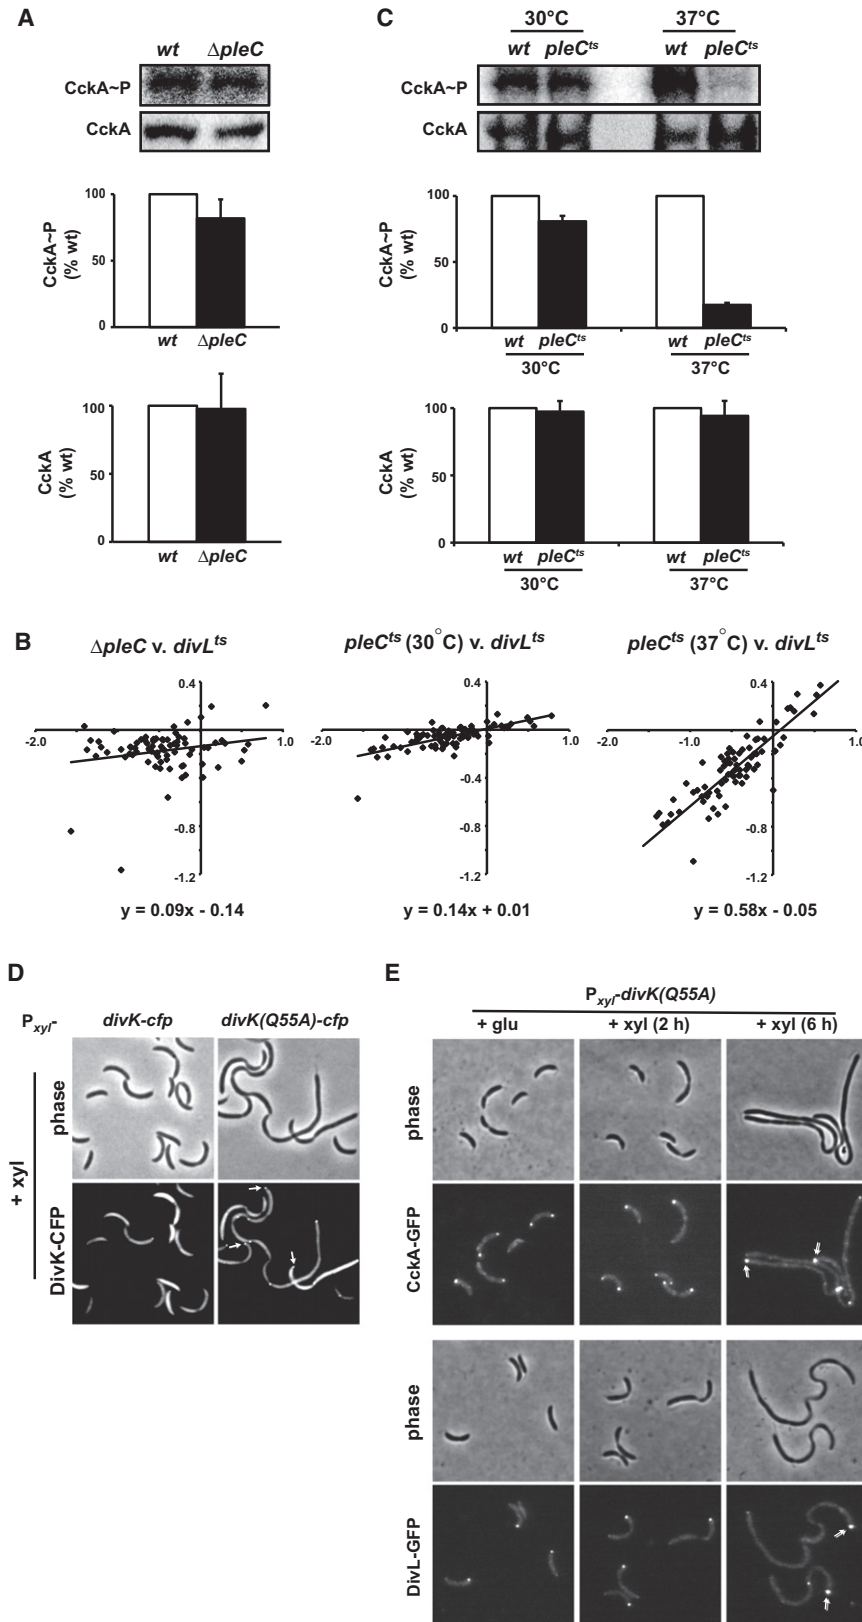 A
wt ΔpleC
CckA~P
CckA
100
50
0
CckA~P
(% wt)
wt ΔpleC
100
50
0
CckA
(% wt)
wt ΔpleC
C
30°C 37°C
wt pleCts wt pleCts
CckA~P
CckA
100
50
0
CckA~P
(% wt)
wt pleCts wt pleCts
30°C 37°C
100
50
0
CckA
(% wt)
wt pleCts wt pleCts
30°C 37°C
B
ΔpleC v. divLts
0.4
-2.0 1.0
-0.4
-0.8
-1.2
y = 0.09x - 0.14
pleCts (30°C) v. divLts
0.4
-2.0 1.0
-0.4
-0.8
-1.2
y = 0.14x + 0.01
pleCts (37°C) v. divLts
0.4
-2.0 -1.0 1.0
-0.4
-0.8
-1.2
y = 0.58x - 0.05
D
Pxyl- divK-cfp divK(Q55A)-cfp
+ xyl
phase
DivK-CFP
E
Pxyl-divK(Q55A)
+ glu + xyl (2 h) + xyl (6 h)
phase
CckA-GFP
phase
DivL-GFP